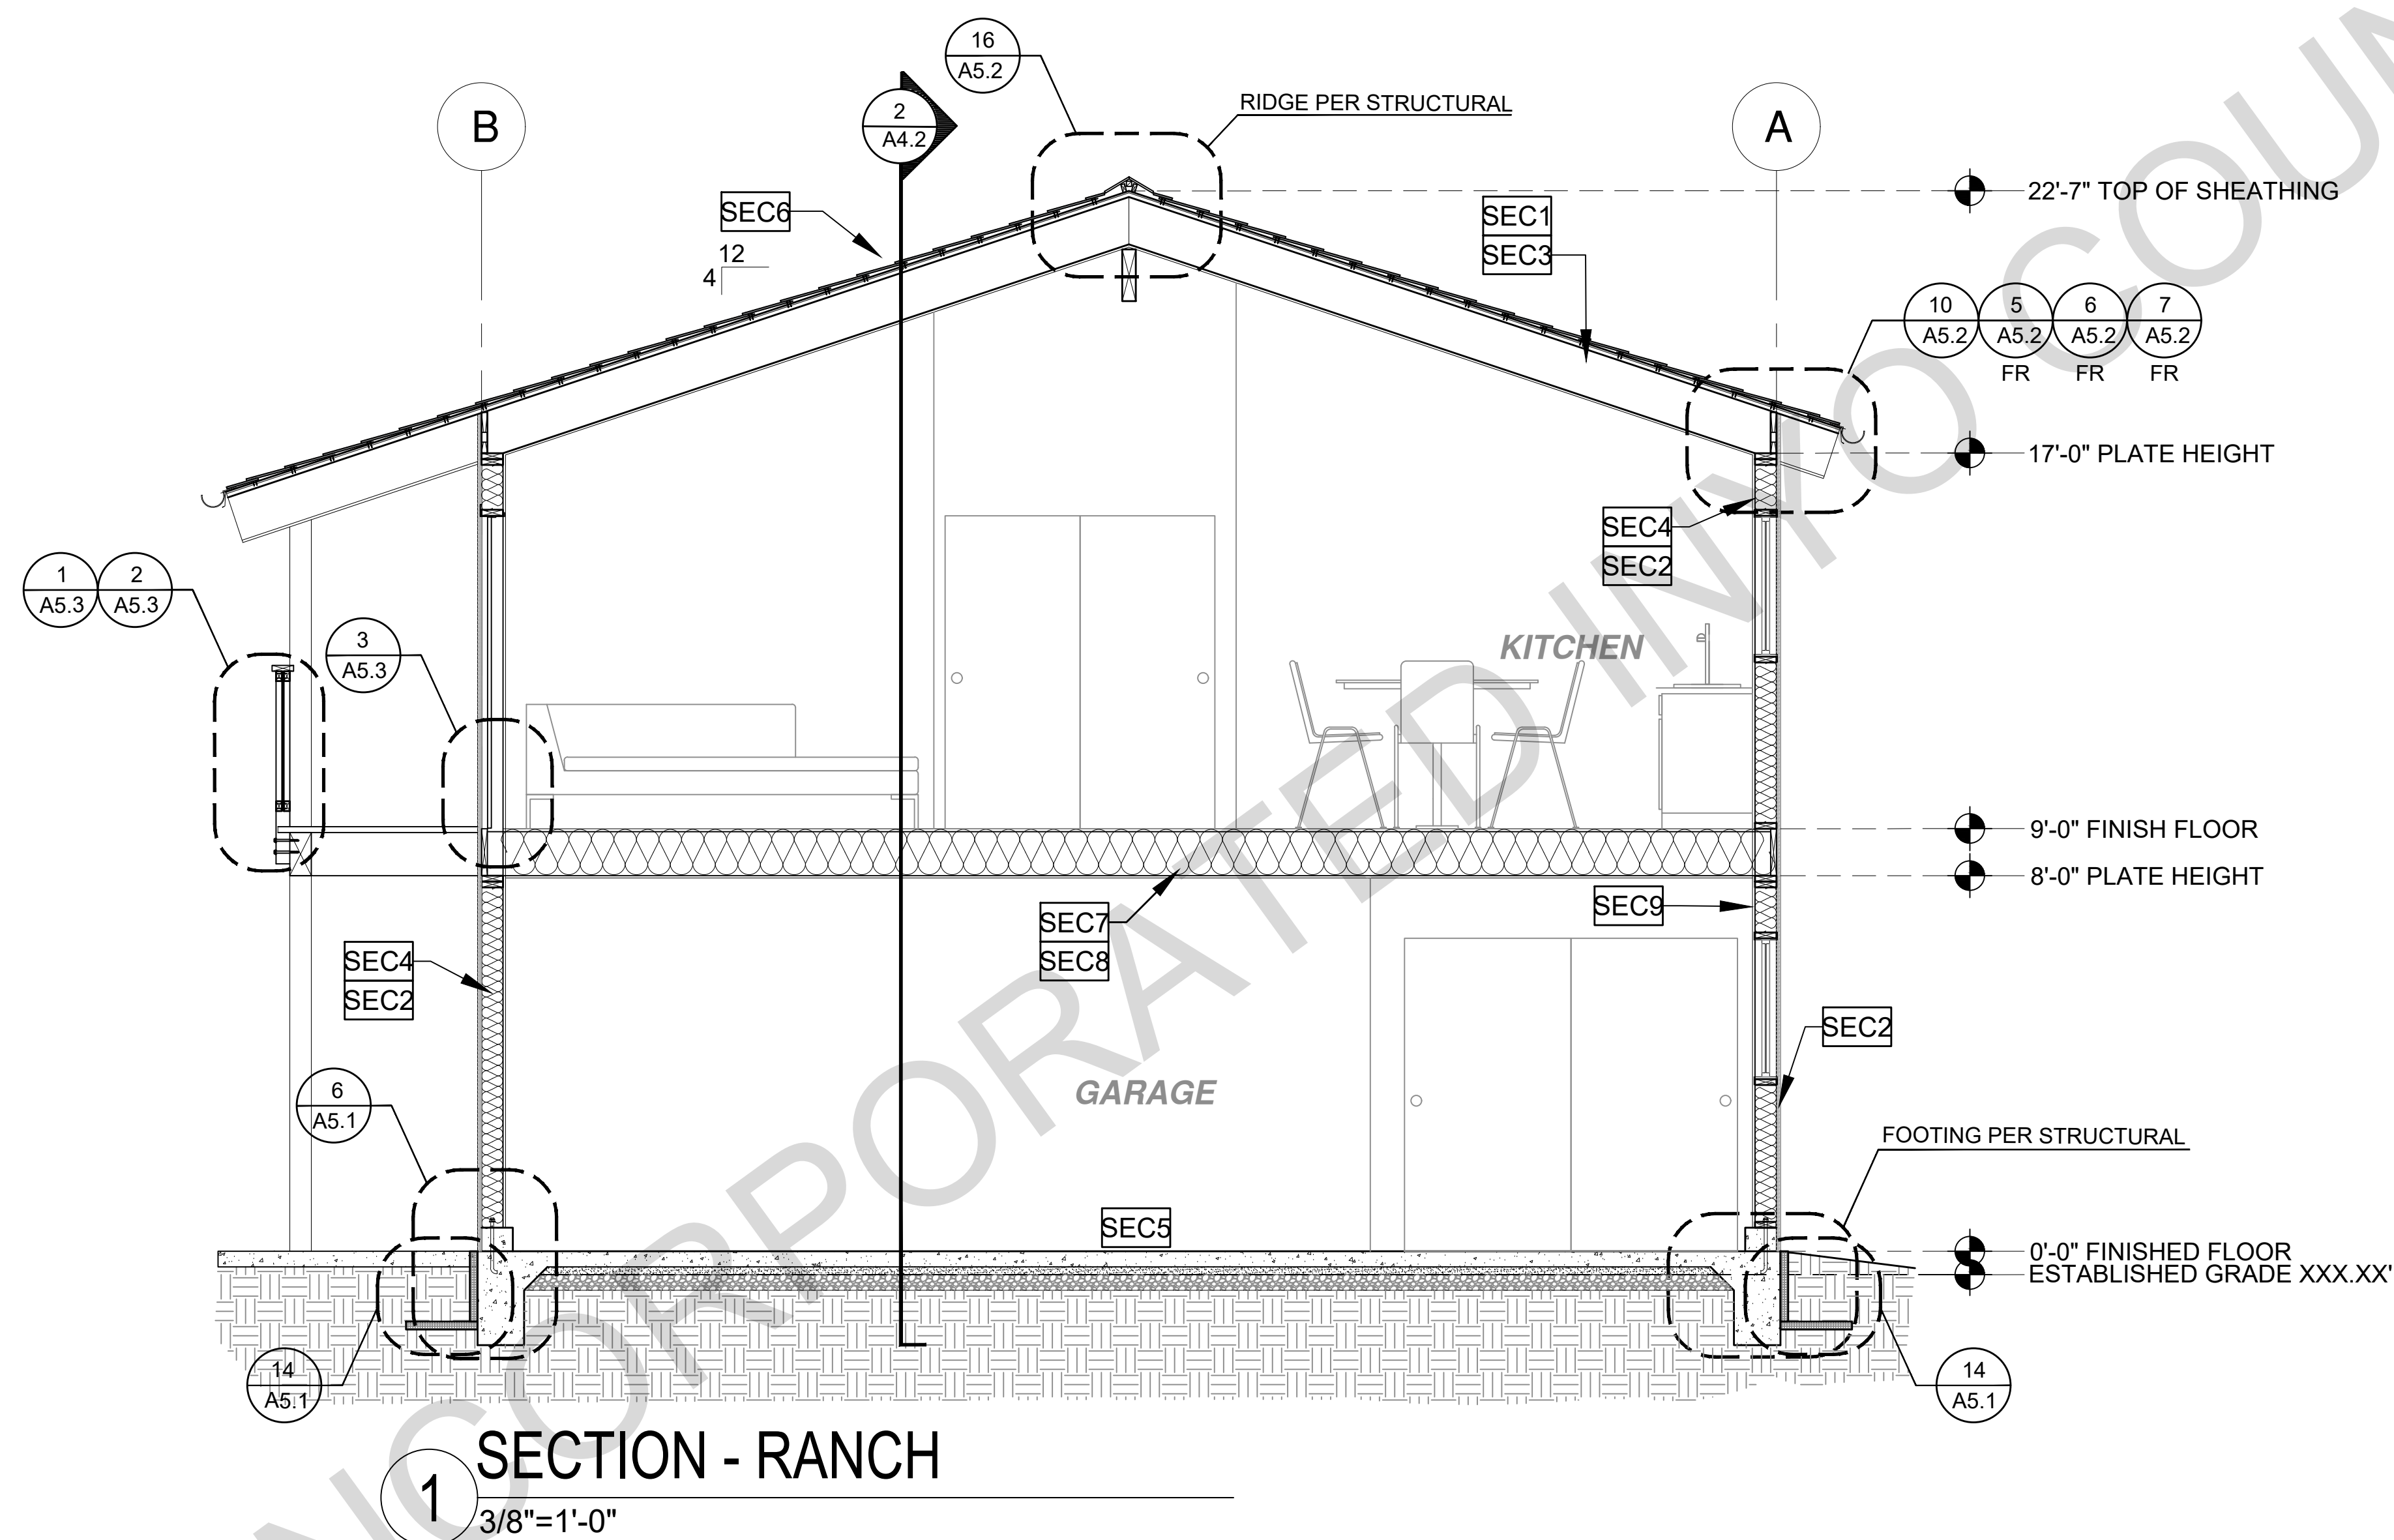 16
A5.2
RIDGE PER STRUCTURAL
B
2
A4.2
A
22'-7" TOP OF SHEATHING
SEC6
12
4
SEC1
SEC3
10
A5.2
5
A5.2
FR
6
A5.2
FR
7
A5.2
FR
17'-0" PLATE HEIGHT
SEC4
SEC2
1
A5.3
2
A5.3
3
A5.3
KITCHEN
9'-0" FINISH FLOOR
8'-0" PLATE HEIGHT
SEC7
SEC8
SEC9
SEC4
SEC2
SEC2
GARAGE
6
A5.1
FOOTING PER STRUCTURAL
SEC5
0'-0" FINISHED FLOOR
ESTABLISHED GRADE XXX.XX'
14
A5.1
14
A5.1
1
SECTION - RANCH
3/8"=1'-0"
NCORPORATED INYO COUN